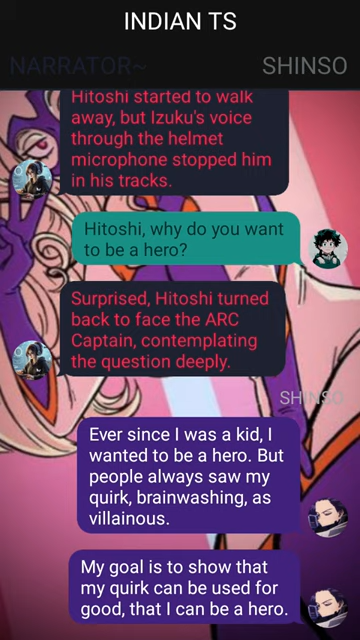 INDIAN TS
NARRATOR~ SHINSO
Hitoshi started to walk
away, but Izuku's voice
through the helmet
microphone stopped him
in his tracks.
Hitoshi, why do you want
to be a hero?
Surprised, Hitoshi turned
back to face the ARC
Captain, contemplating
the question deeply.
SHINSO
Ever since I was a kid, I
wanted to be a hero. But
people always saw my
quirk, brainwashing, as
villainous.
My goal is to show that
my quirk can be used for
good, that I can be a hero.